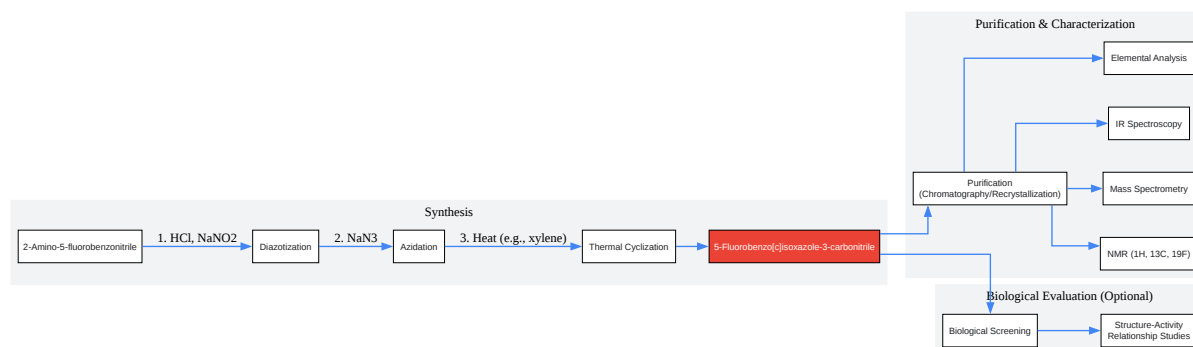 Purification & Characterization
Elemental Analysis
IR Spectroscopy
Purification
(Chromatography/Recrystallization)
Mass Spectrometry
NMR (1H, 13C, 19F)
Synthesis
2-Amino-5-fluorobenzonitrile
1. HCl, NaNO2
Diazotization
2. NaN3
Azidation
3. Heat (e.g., xylene)
Thermal Cyclization
5-Fluorobenzo[c]isoxazole-3-carbonitrile
Biological Evaluation (Optional)
Biological Screening
Structure-Activity
Relationship Studies